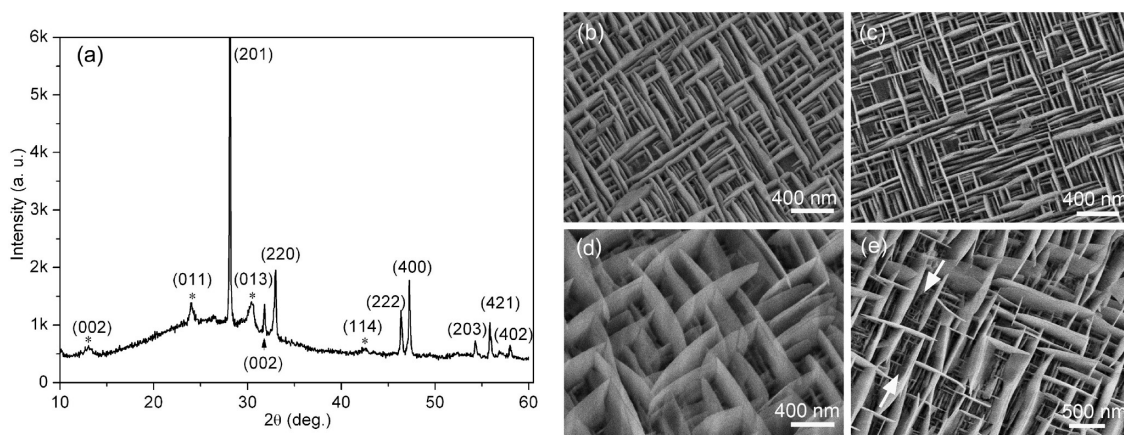 (a)
6k
5k
4k
3k
2k
1k
0
Intensity (a. u.)
10 20 30 40 50 60
2θ (deg.)
(002)
*
(011)
*
(201)
(013)
*
(002)
(220)
(114)
*
(222)
(400)
(203)
(421)
(402)
(b)
400 nm
(c)
400 nm
(d)
400 nm
(e)
500 nm